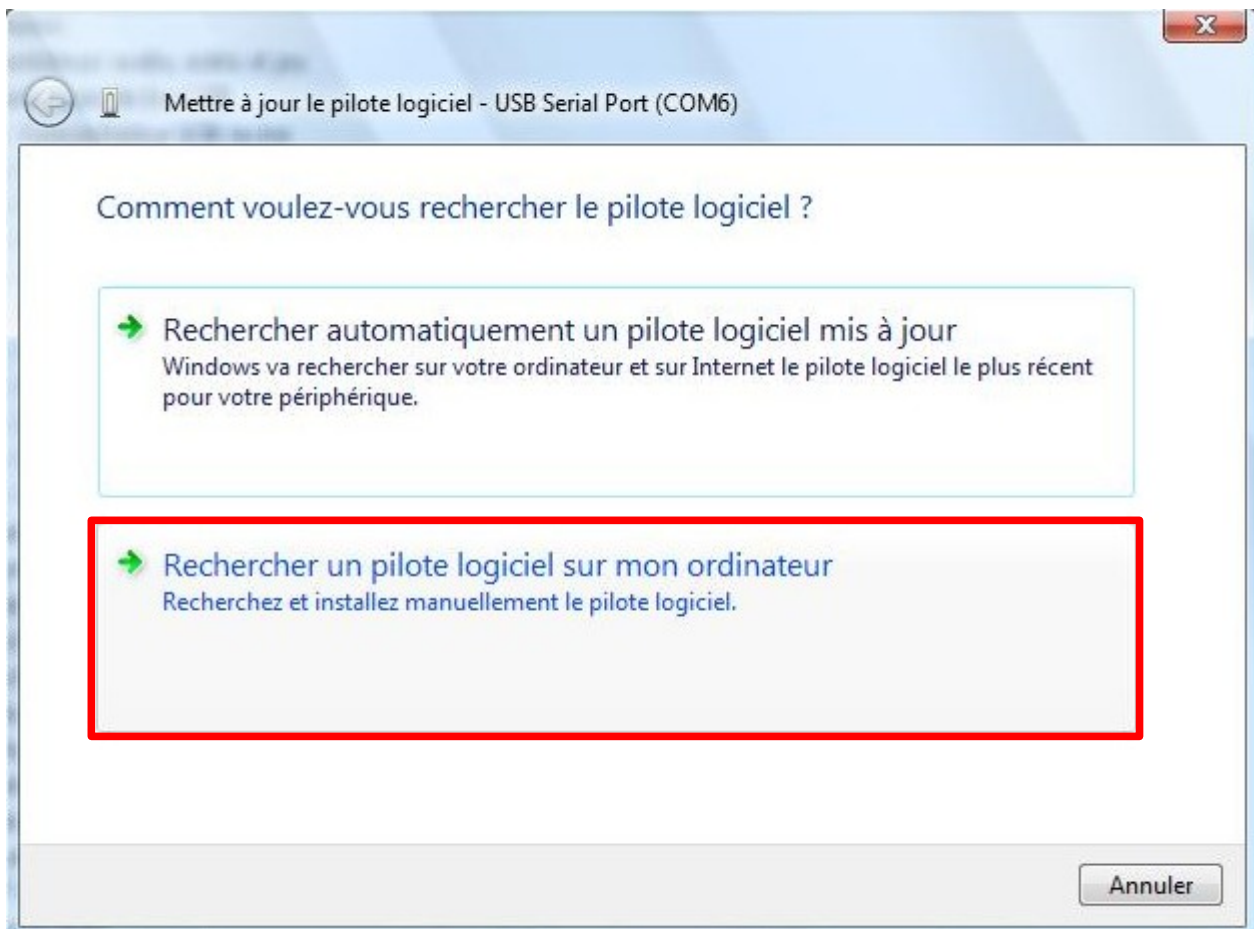 Mettre à jour le pilote logiciel - USB Serial Port (COM6)
Comment voulez-vous rechercher le pilote logiciel ?
Rechercher automatiquement un pilote logiciel mis à jour
Windows va rechercher sur votre ordinateur et sur Internet le pilote logiciel le plus récent
pour votre périphérique.
Rechercher un pilote logiciel sur mon ordinateur
Recherchez et installez manuellement le pilote logiciel.
Annuler